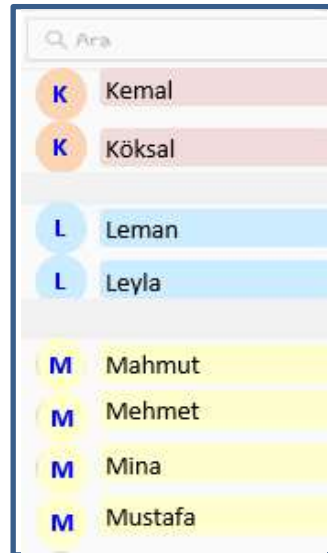 Ara
K Kemal
K Köksal
L Leman
L Leyla
M Mahmut
M Mehmet
M Mina
M Mustafa